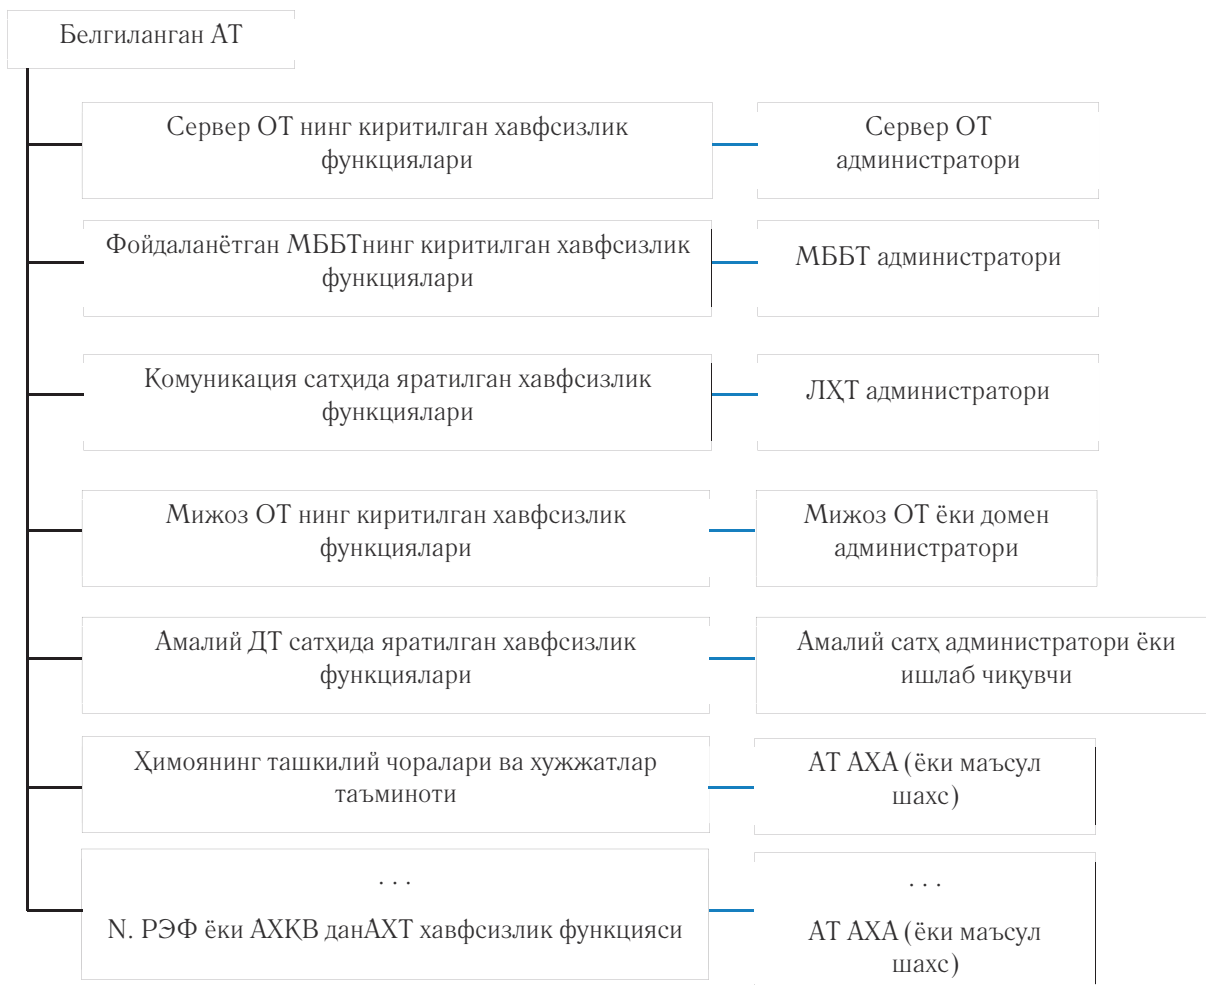 Белгиланган АТ
Сервер ОТ нинг киритилган хавфсизлик
функциялари
Сервер ОТ
администратори
Фойдаланётган МББТнинг киритилган хавфсизлик
функциялари
МББТ администратори
Қомуникация сатҳида яратилган хавфсизлик
функциялари
ЛҲТ администратори
Мижоз ОТ нинг киритилган хавфсизлик
функциялари
Мижоз ОТ ёки домен
администратори
Амалий ДТ сатҳида яратилган хавфсизлик
функциялари
Амалий сатҳ администратори ёки
ишлаб чиқувчи
Ҳимоянинг ташкилий чоралари ва хужжатлар
таъминоти
АТ АХА (ёки маъсул
шахс)
. . .
N. РЭФ ёки АХҚВ данАХТ хавфсизлик функцияси
. . .
АТ АХА (ёки маъсул
шахс)